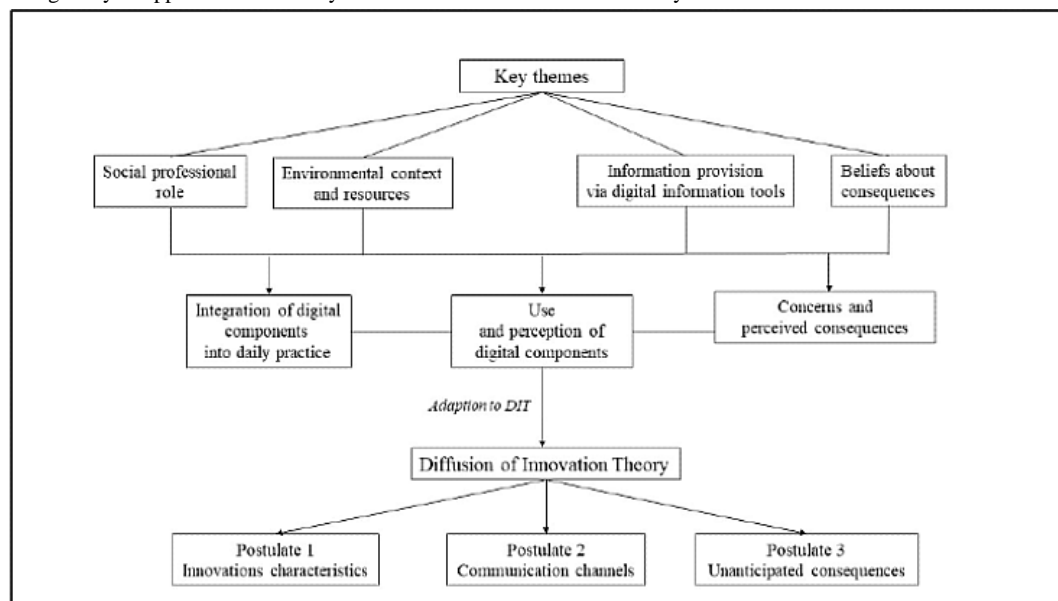 Key themes
Social professional
role
Environmental context
and resources
Information provision
via digital information tools
Beliefs about
consequences
Integration of digital
components
into daily practice
Use
and perception of
digital components
Concerns and
perceived consequences
Adaption to DIT
Diffusion of Innovation Theory
Postulate 1
Innovations characteristics
Postulate 2
Communication channels
Postulate 3
Unanticipated consequences